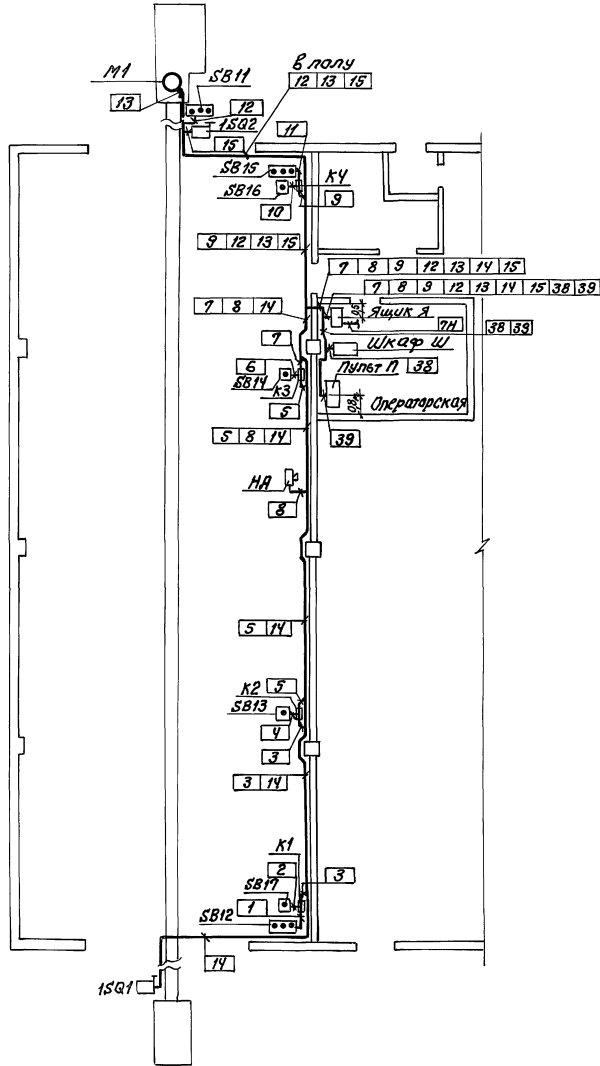 М1
SB11
В полу
12 13 15
13
12
1SQ2
15
11
SB15
К4
SB16
10
9
9 12 13 15
7 8 9 12 13 14 15
7 8 9 12 13 14 15 38 39
7 8 14
Ящик Я
7Н
38 39
7
Шкаф Ш
6
Пульт П
38
SB14
К3
5
Операторская
39
5 8 14
НА
8
5 14
К2
5
SB13
4
3
3 14
К1
2
3
SB17
1
SB12
14
1SQ1